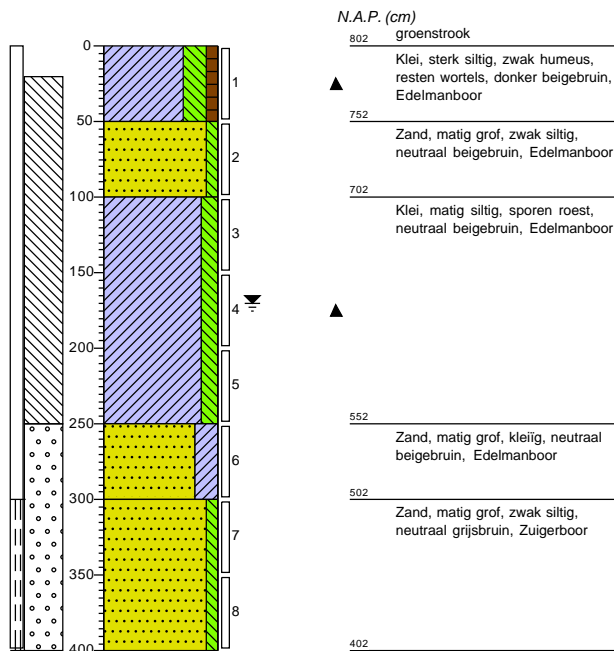 N.A.P. (cm)
0
802
groenstrook
Klei, sterk siltig, zwak humeus,
resten wortels, donker beigebruin,
Edelmanboor
1
50
752
Zand, matig grof, zwak siltig,
neutraal beigebruin, Edelmanboor
2
100
702
Klei, matig siltig, sporen roest,
neutraal beigebruin, Edelmanboor
3
150
4
200
5
250
552
Zand, matig grof, kleiïg, neutraal
beigebruin, Edelmanboor
6
300
502
Zand, matig grof, zwak siltig,
neutraal grijsbruin, Zuigerboor
7
350
8
400
402